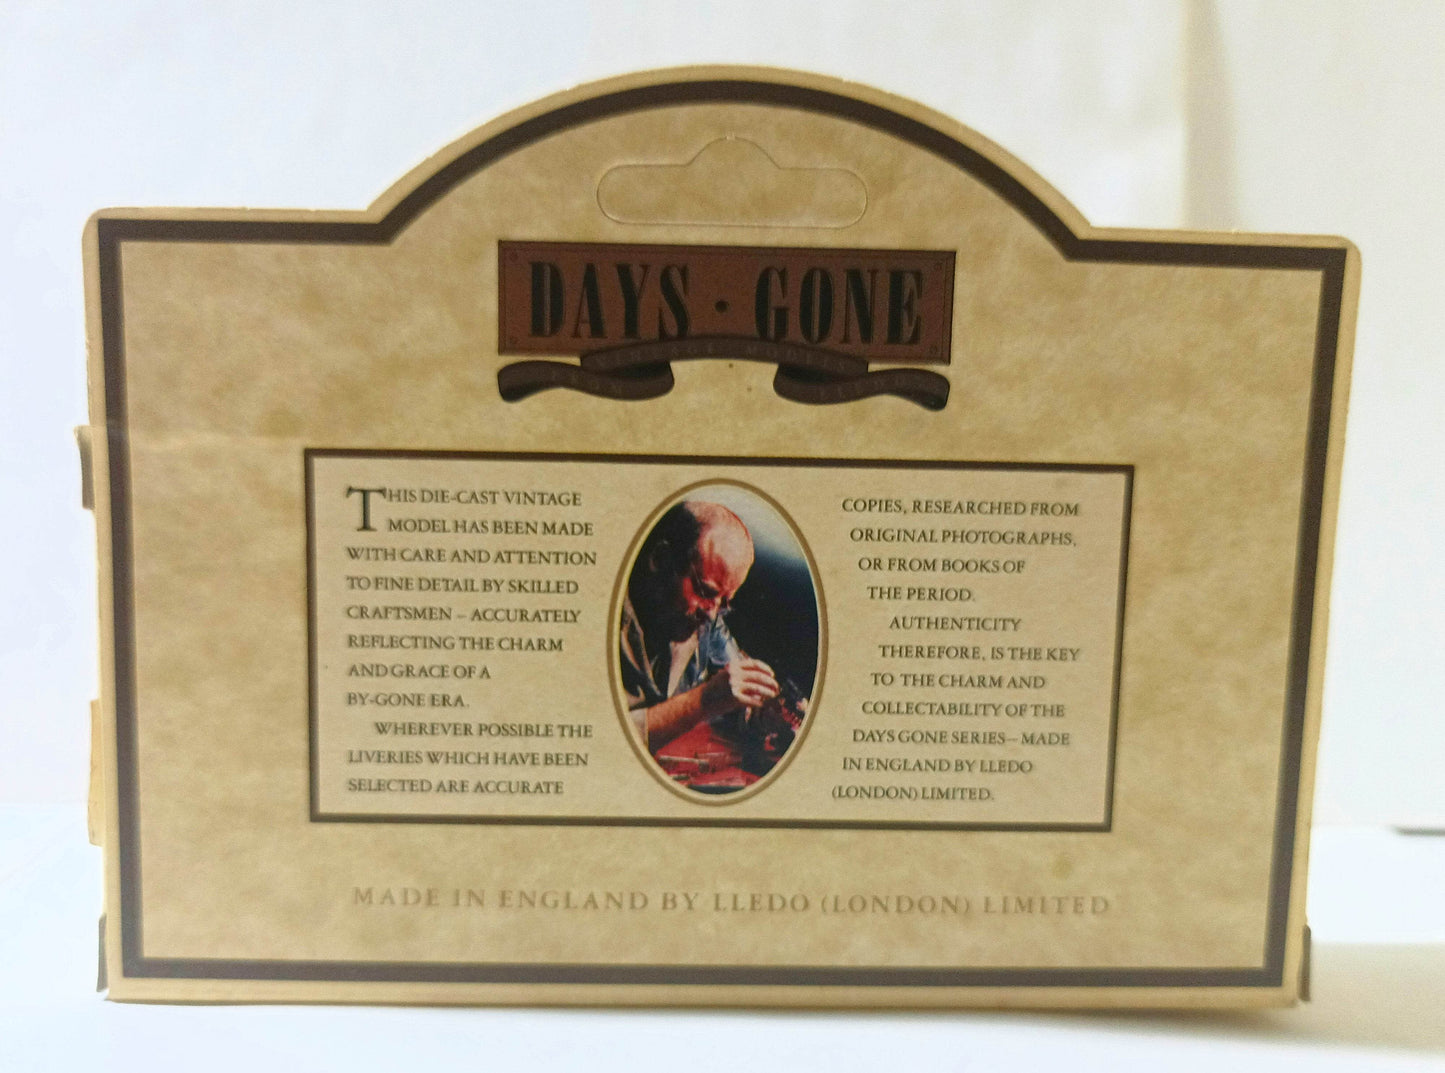 DAYS · GONE
THIS DIE-CAST VINTAGE
MODEL HAS BEEN MADE
WITH CARE AND ATTENTION
TO FINE DETAIL BY SKILLED
CRAFTSMEN – ACCURATELY
REFLECTING THE CHARM
AND GRACE OF A
BY-GONE ERA.
WHEREVER POSSIBLE THE
LIVERIES WHICH HAVE BEEN
SELECTED ARE ACCURATE
COPIES, RESEARCHED FROM
ORIGINAL PHOTOGRAPHS,
OR FROM BOOKS OF
THE PERIOD.
AUTHENTICITY
THEREFORE, IS THE KEY
TO THE CHARM AND
COLLECTABILITY OF THE
DAYS GONE SERIES – MADE
IN ENGLAND BY LLEDO
(LONDON) LIMITED.
MADE IN ENGLAND BY LLEDO (LONDON) LIMITED